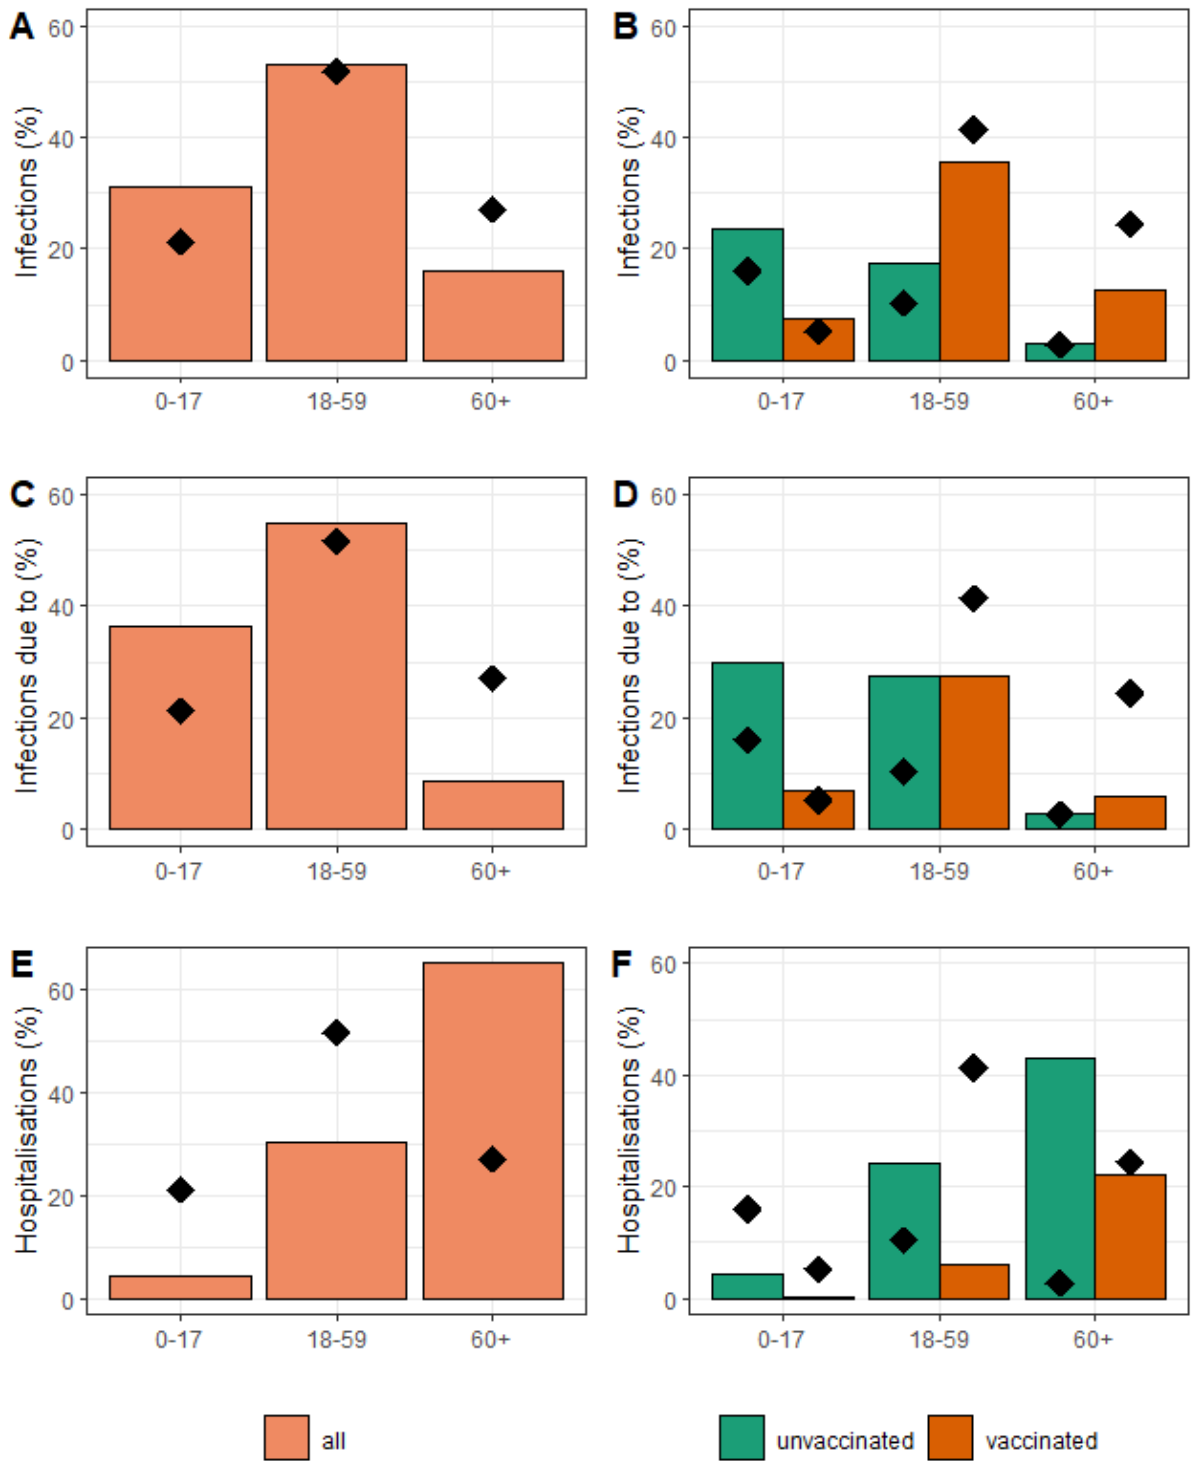 A
Infections (%)
60
40
20
0
0-17 18-59 60+
B
Infections (%)
60
40
20
0
0-17 18-59 60+
C
Infections due to (%)
60
40
20
0
0-17 18-59 60+
D
Infections due to (%)
60
40
20
0
0-17 18-59 60+
E
Hospitalisations (%)
60
40
20
0
0-17 18-59 60+
F
Hospitalisations (%)
60
40
20
0
0-17 18-59 60+
all
unvaccinated vaccinated